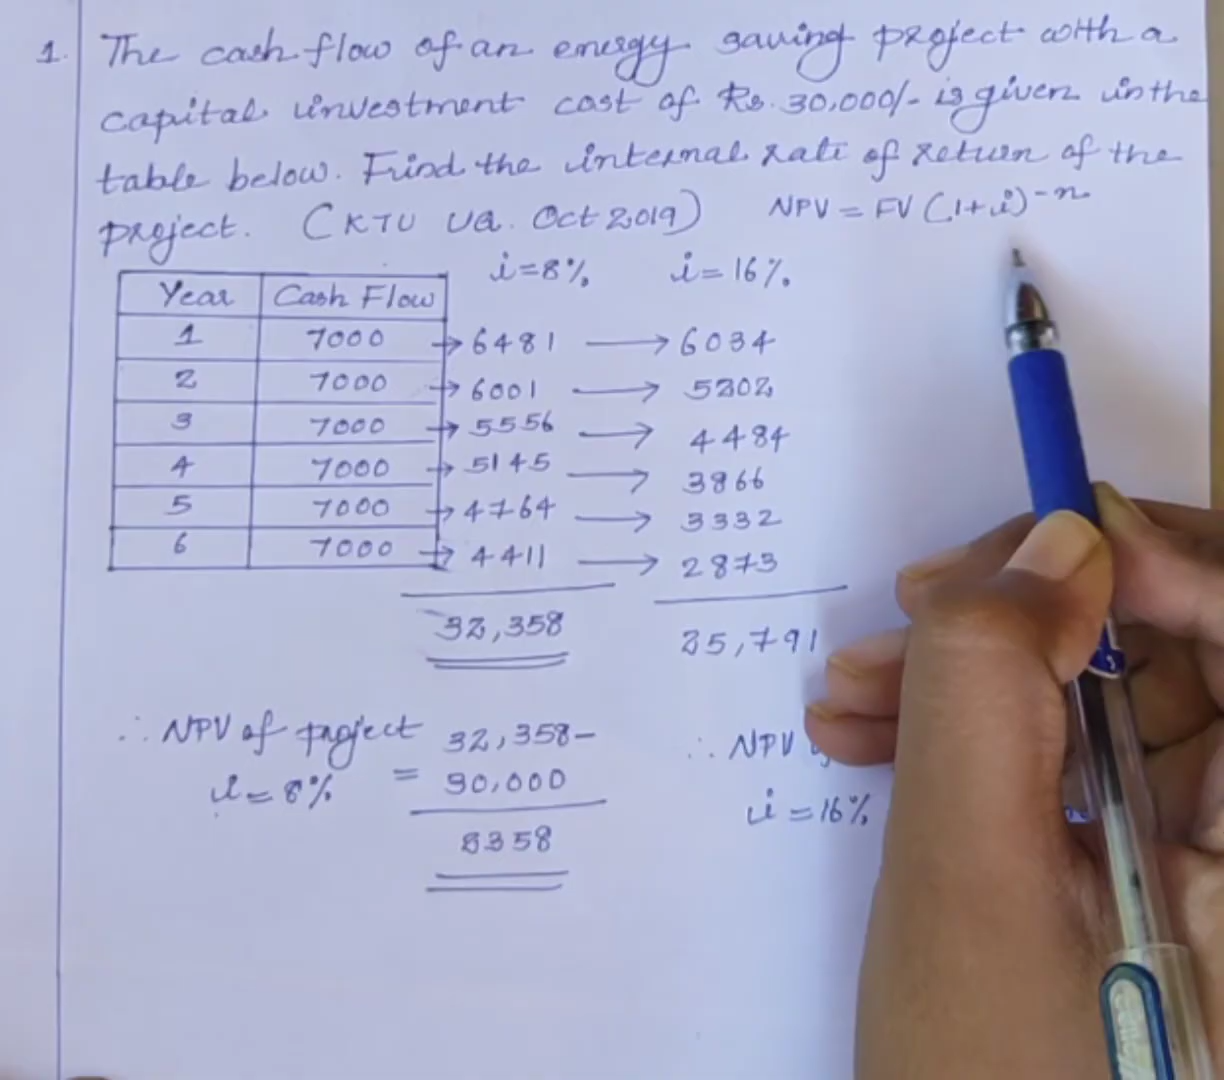 1. The cash flow of an energy saving project with a
capital investment cost of Rs. 30,000/- is given in the
table below. Find the internal rate of return of the
project. (KTU UQ. Oct 2019) NPV = FV (1+i)^-n
i=8% i=16%
Year Cash Flow
1 7000 → 6481 → 6034
2 7000 → 6001 → 5202
3 7000 → 5556 → 4484
4 7000 → 5145 → 3866
5 7000 → 4764 → 3332
6 7000 → 4411 → 2873
32,358 25,791
∴ NPV of project 32,358- ∴ NPV
i=8% = 30,000 i=16%
2358